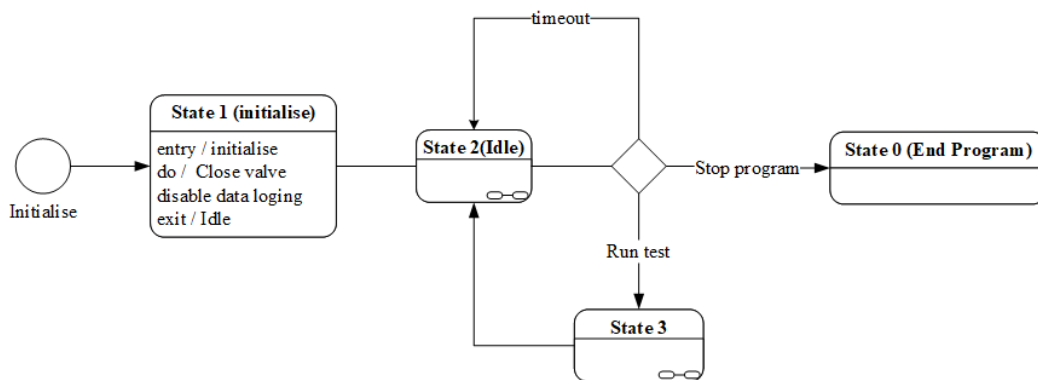 timeout
State 1 (initialise)
entry / initialise
do /  Close valve
disable data loging
exit / Idle
Initialise
State 2(Idle)
Stop program
State 0 (End Program)
Run test
State 3